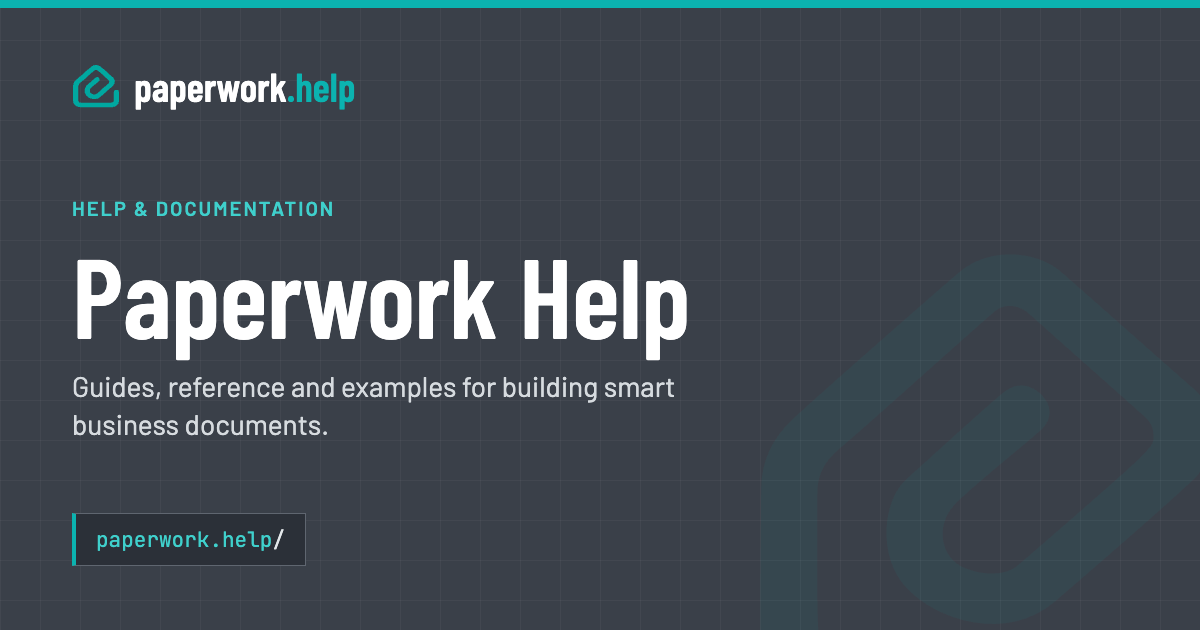 paperwork.help
HELP & DOCUMENTATION
Paperwork Help
Guides, reference and examples for building smart
business documents.
paperwork.help/